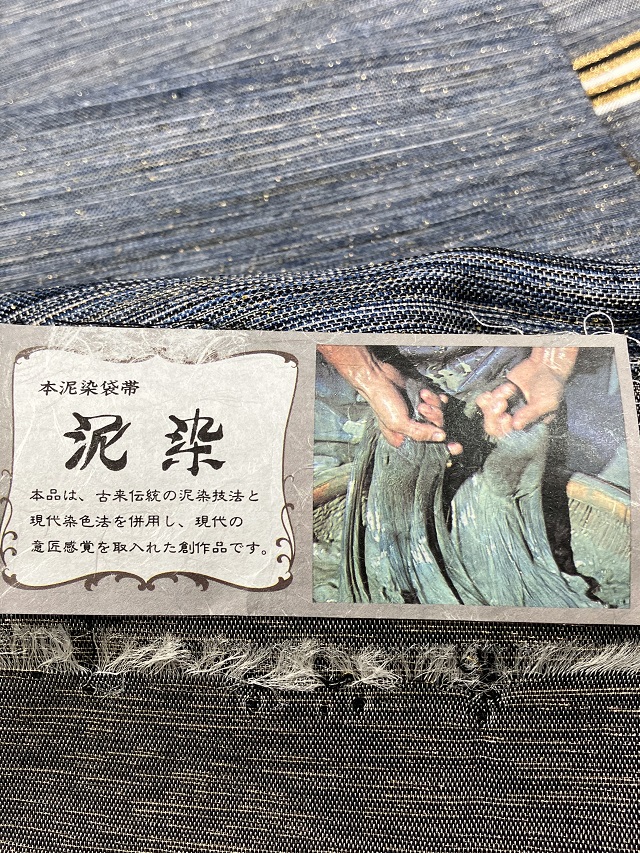 本泥染袋帯
泥染
本品は、古来伝統の泥染技法と
現代染色法を併用し、現代の
意匠感覚を取入れた創作品です。